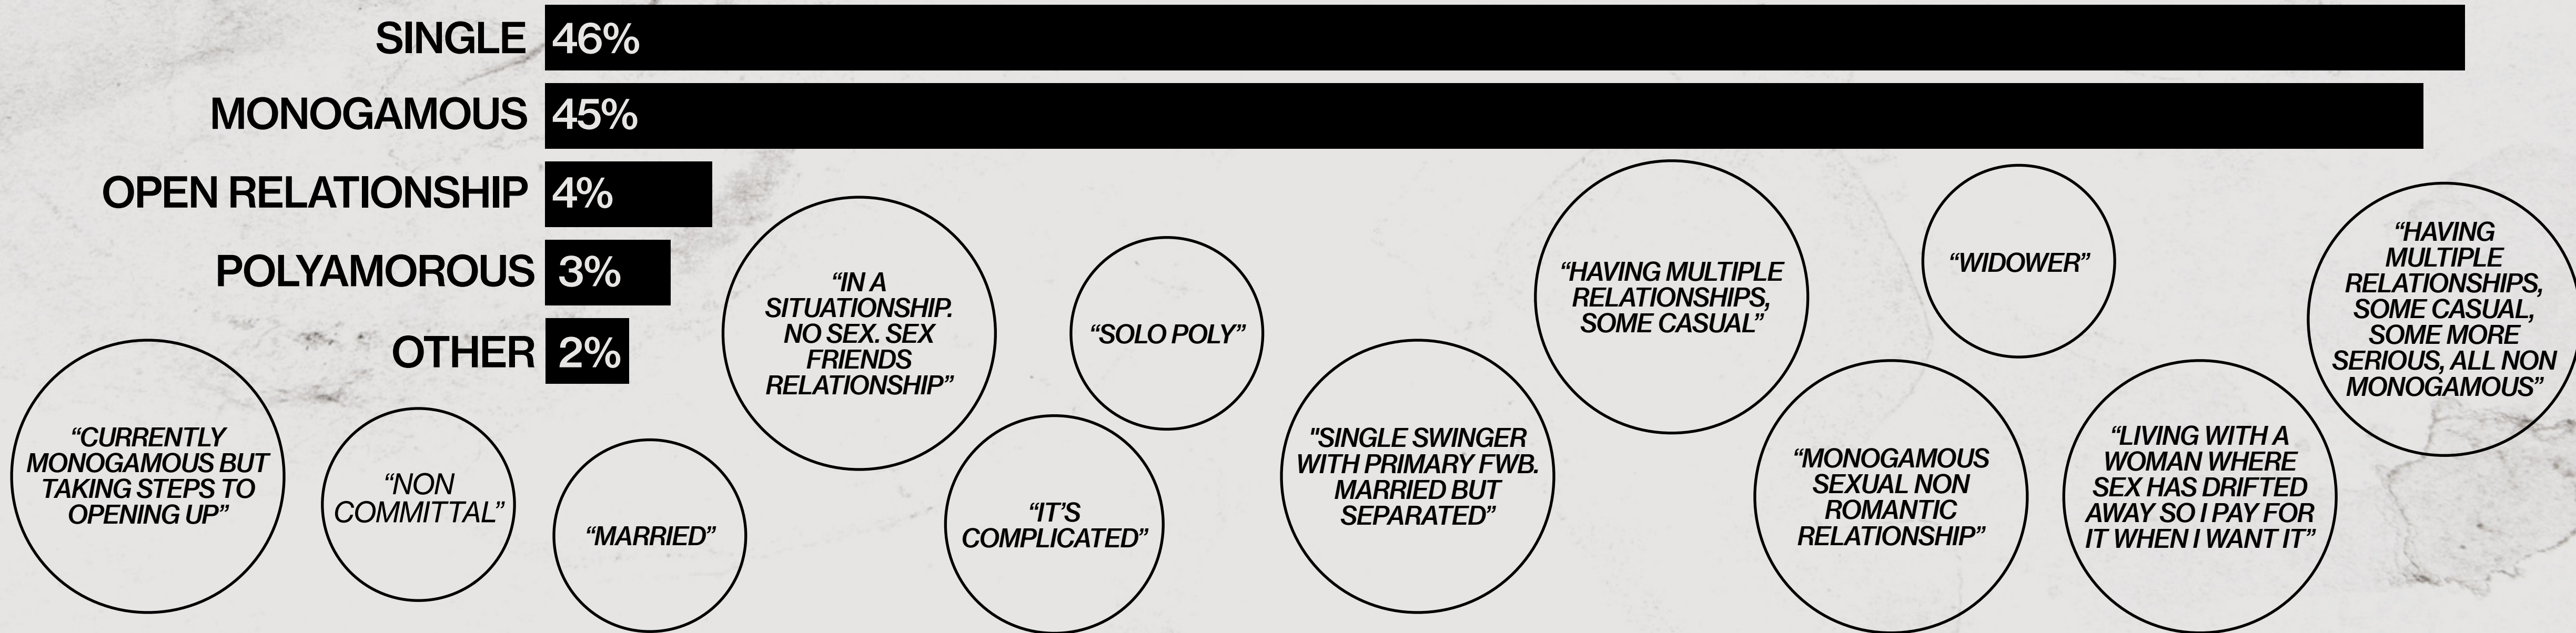 SINGLE 46%
MONOGAMOUS 45%
OPEN RELATIONSHIP 4%
POLYAMOROUS 3%
OTHER 2%
“CURRENTLY
MONOGAMOUS BUT
TAKING STEPS TO
OPENING UP”
“NON
COMMITTAL”
“MARRIED”
“IN A
SITUATIONSHIP.
NO SEX. SEX
FRIENDS
RELATIONSHIP”
“IT’S
COMPLICATED”
“SOLO POLY”
"SINGLE SWINGER
WITH PRIMARY FWB.
MARRIED BUT
SEPARATED”
“HAVING MULTIPLE
RELATIONSHIPS,
SOME CASUAL”
“MONOGAMOUS
SEXUAL NON
ROMANTIC
RELATIONSHIP”
“WIDOWER”
“LIVING WITH A
WOMAN WHERE
SEX HAS DRIFTED
AWAY SO I PAY FOR
IT WHEN I WANT IT”
“HAVING
MULTIPLE
RELATIONSHIPS,
SOME CASUAL,
SOME MORE
SERIOUS, ALL NON
MONOGAMOUS”